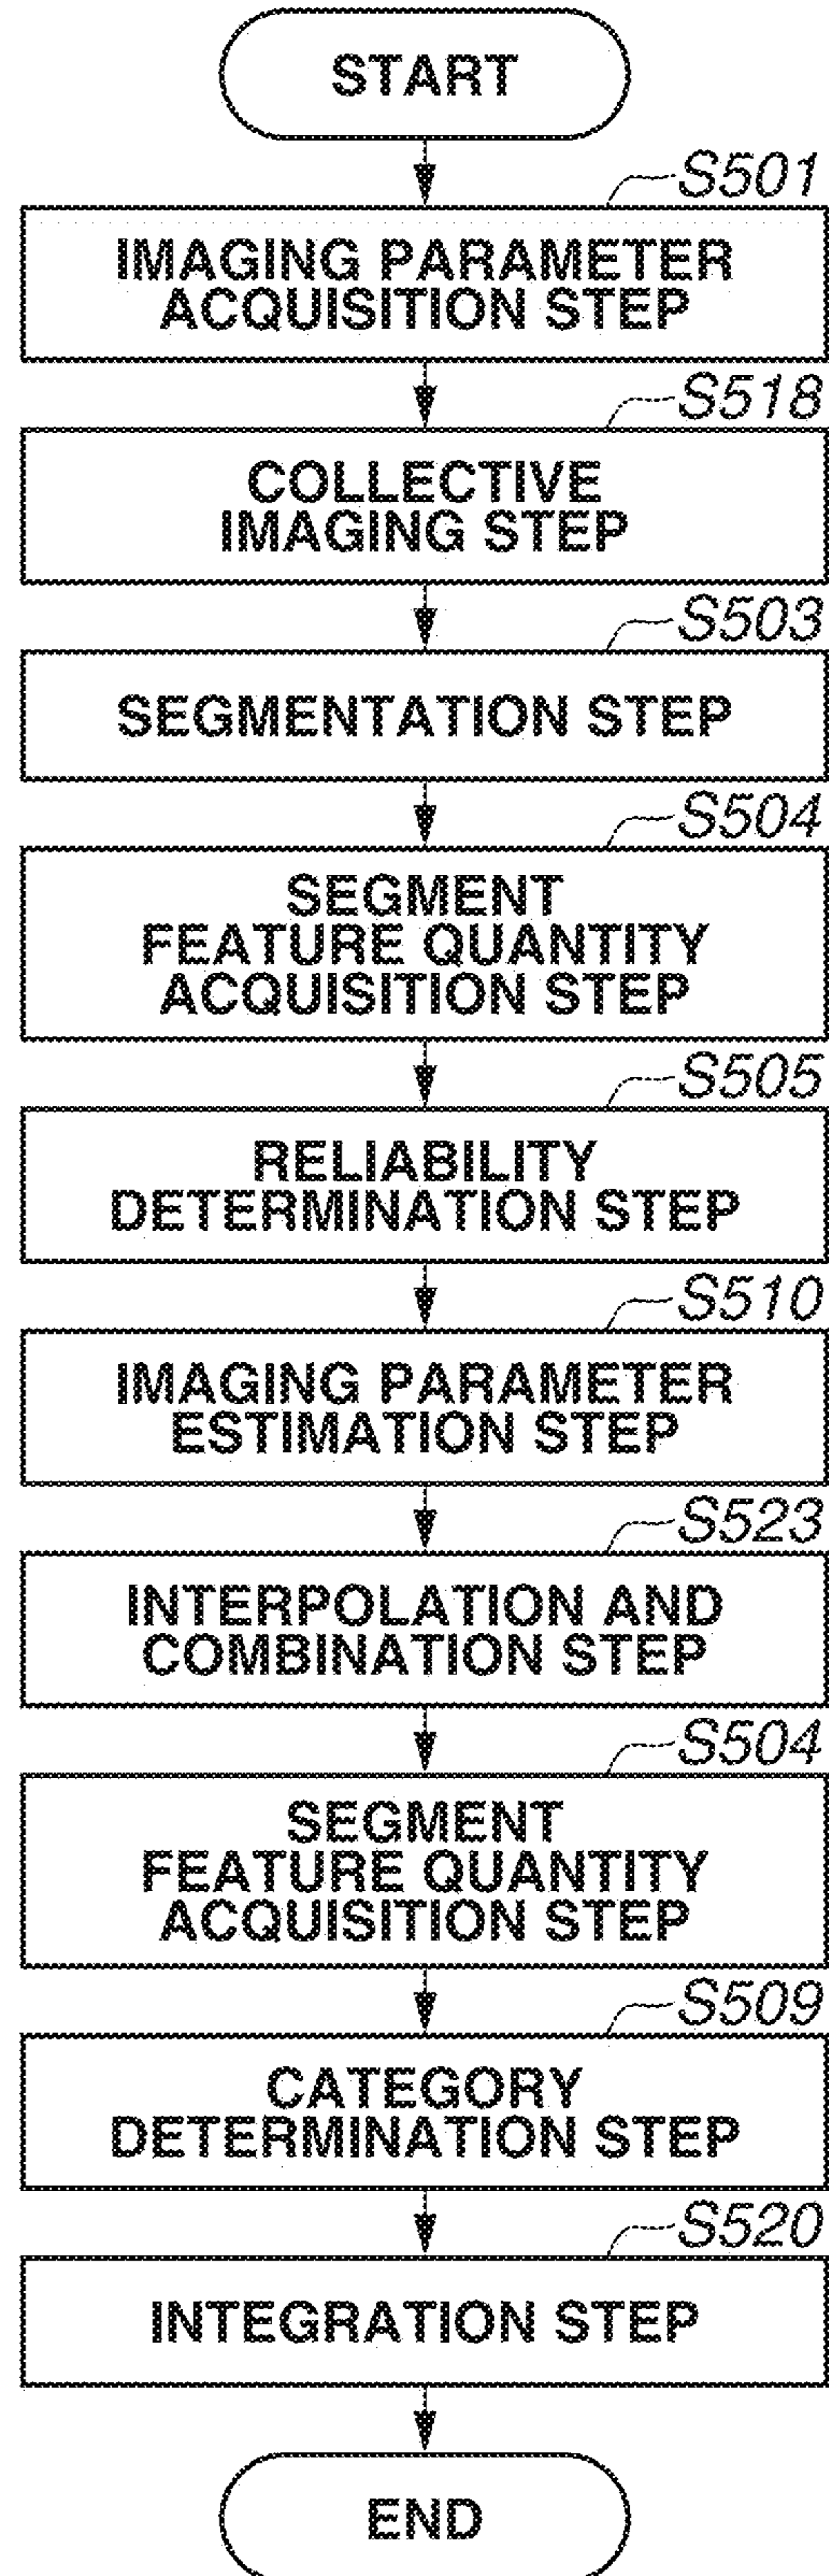 START
S501
IMAGING PARAMETER
ACQUISITION STEP
S518
COLLECTIVE
IMAGING STEP
S503
SEGMENTATION STEP
S504
SEGMENT
FEATURE QUANTITY
ACQUISITION STEP
S505
RELIABILITY
DETERMINATION STEP
S510
IMAGING PARAMETER
ESTIMATION STEP
S523
INTERPOLATION AND
COMBINATION STEP
S504
SEGMENT
FEATURE QUANTITY
ACQUISITION STEP
S509
CATEGORY
DETERMINATION STEP
S520
INTEGRATION STEP
END